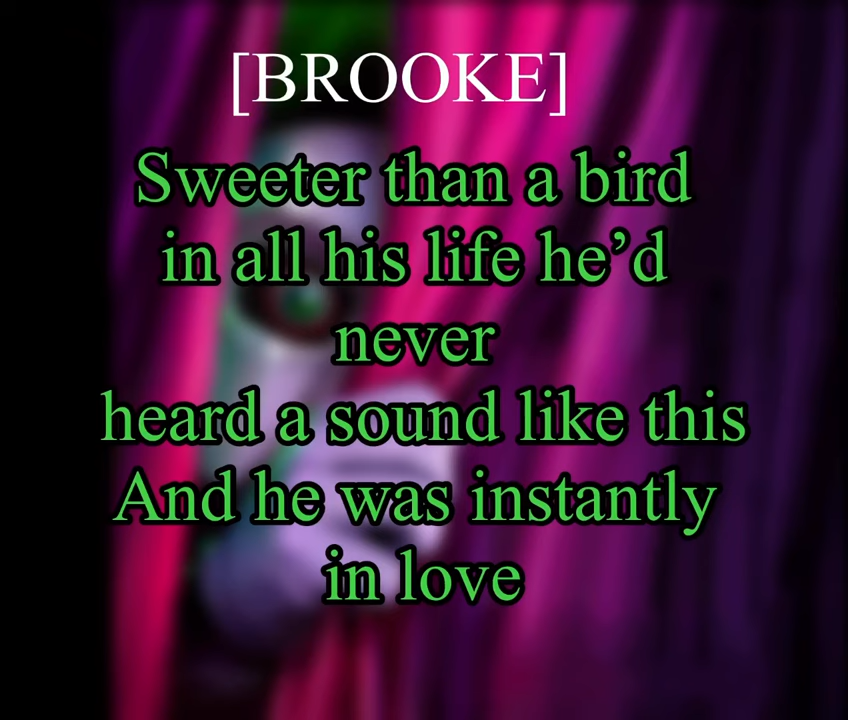 [BROOKE]
Sweeter than a bird
in all his life he’d
never
heard a sound like this
And he was instantly
in love